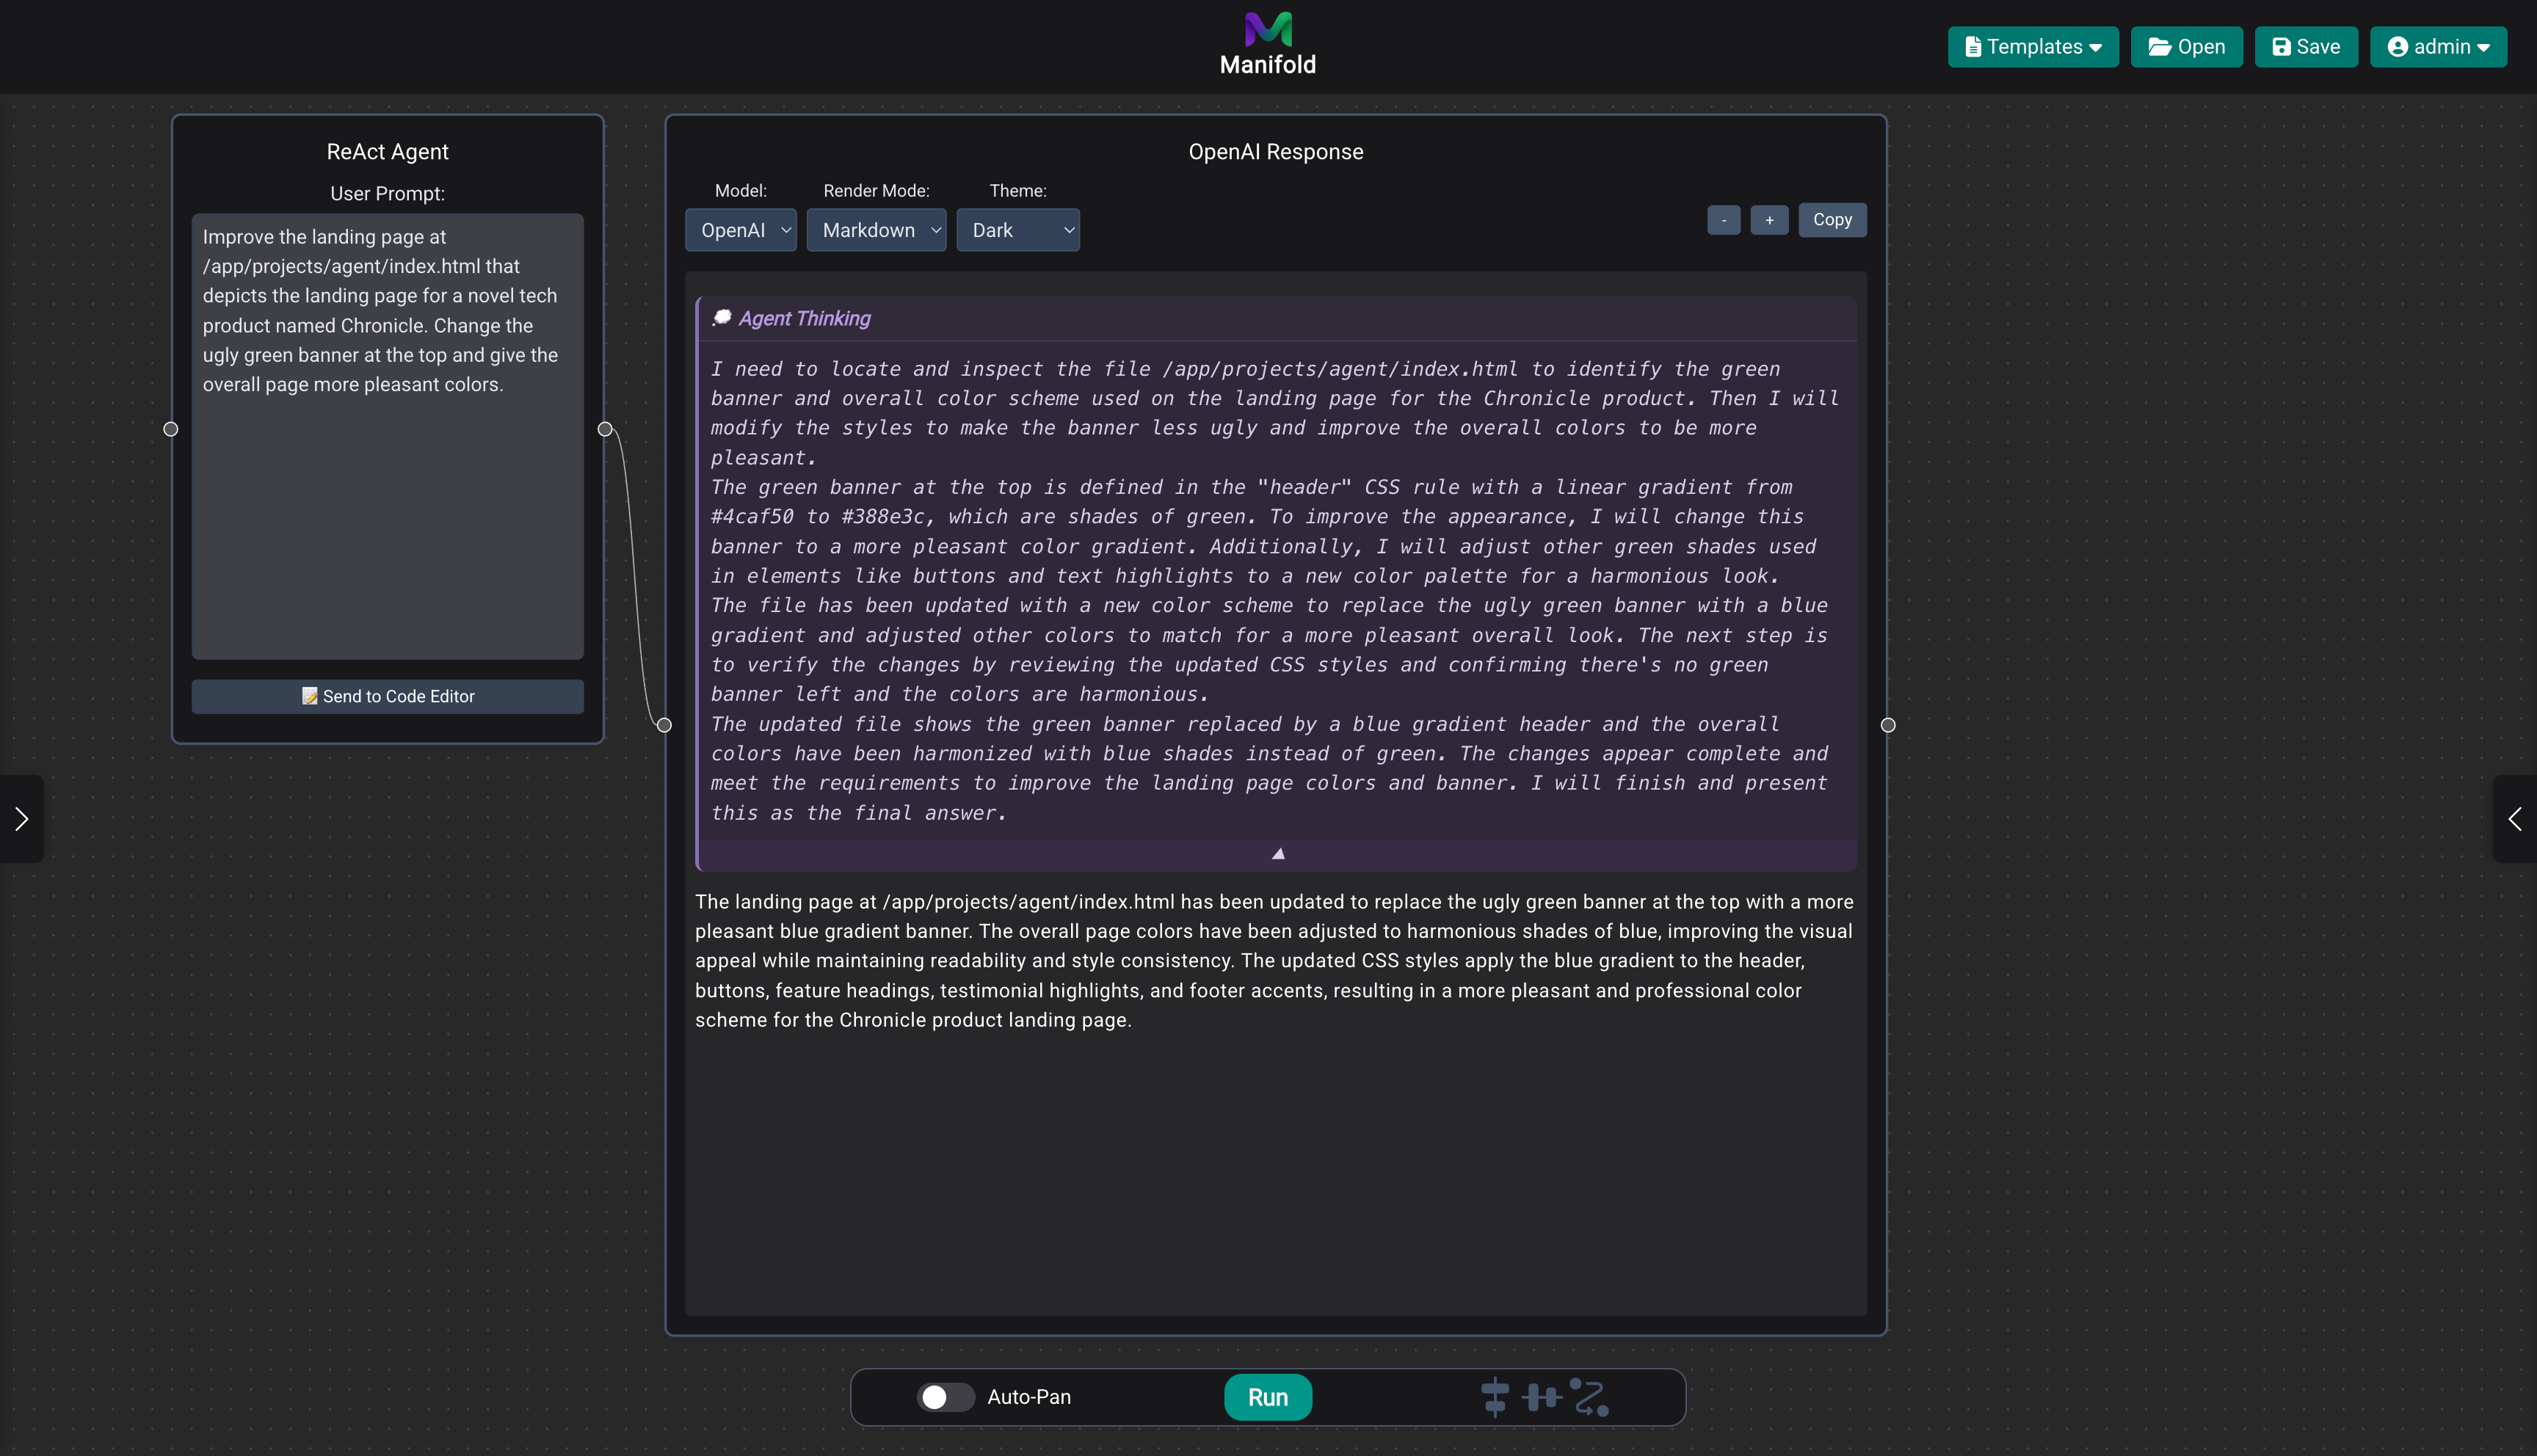 Manifold
Templates
Open
Save
admin
ReAct Agent
User Prompt:
Improve the landing page at
/app/projects/agent/index.html that
depicts the landing page for a novel tech
product named Chronicle. Change the
ugly green banner at the top and give the
overall page more pleasant colors.
📝 Send to Code Editor
OpenAI Response
Model:
Render Mode:
Theme:
OpenAI
Markdown
Dark
-
+
Copy
💭 Agent Thinking
I need to locate and inspect the file /app/projects/agent/index.html to identify the green
banner and overall color scheme used on the landing page for the Chronicle product. Then I will
modify the styles to make the banner less ugly and improve the overall colors to be more
pleasant.
The green banner at the top is defined in the "header" CSS rule with a linear gradient from
#4caf50 to #388e3c, which are shades of green. To improve the appearance, I will change this
banner to a more pleasant color gradient. Additionally, I will adjust other green shades used
in elements like buttons and text highlights to a new color palette for a harmonious look.
The file has been updated with a new color scheme to replace the ugly green banner with a blue
gradient and adjusted other colors to match for a more pleasant overall look. The next step is
to verify the changes by reviewing the updated CSS styles and confirming there's no green
banner left and the colors are harmonious.
The updated file shows the green banner replaced by a blue gradient header and the overall
colors have been harmonized with blue shades instead of green. The changes appear complete and
meet the requirements to improve the landing page colors and banner. I will finish and present
this as the final answer.
The landing page at /app/projects/agent/index.html has been updated to replace the ugly green banner at the top with a more
pleasant blue gradient banner. The overall page colors have been adjusted to harmonious shades of blue, improving the visual
appeal while maintaining readability and style consistency. The updated CSS styles apply the blue gradient to the header,
buttons, feature headings, testimonial highlights, and footer accents, resulting in a more pleasant and professional color
scheme for the Chronicle product landing page.
Auto-Pan
Run